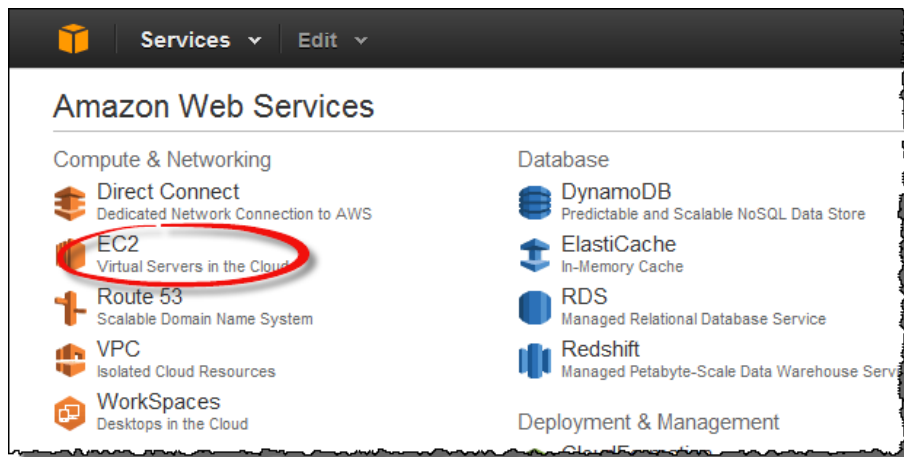 Services Edit
Amazon Web Services
Compute & Networking
Direct Connect
Dedicated Network Connection to AWS
EC2
Virtual Servers in the Cloud
Route 53
Scalable Domain Name System
VPC
Isolated Cloud Resources
WorkSpaces
Desktops in the Cloud
Database
DynamoDB
Predictable and Scalable NoSQL Data Store
ElastiCache
In-Memory Cache
RDS
Managed Relational Database Service
Redshift
Managed Petabyte-Scale Data Warehouse Serv
Deployment & Management